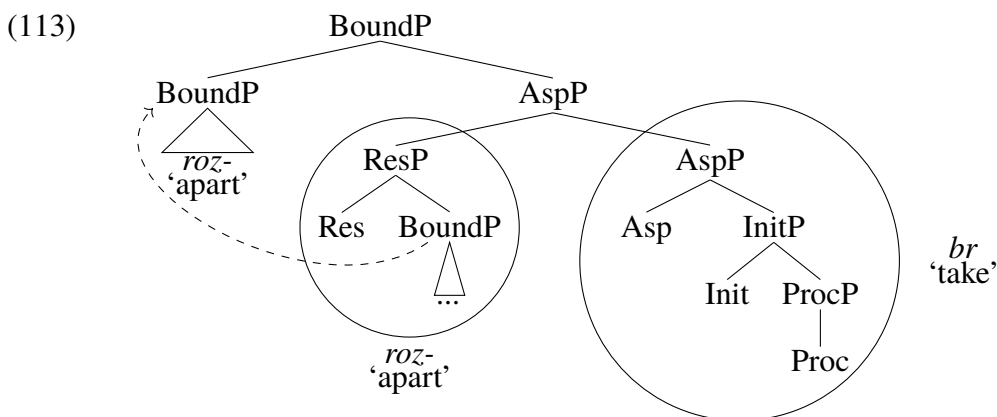 (113) BoundP
BoundP AspP
roz-
'apart'
ResP AspP
Res BoundP Asp InitP
...
br
'take'
Init ProcP
roz-
'apart'
Proc